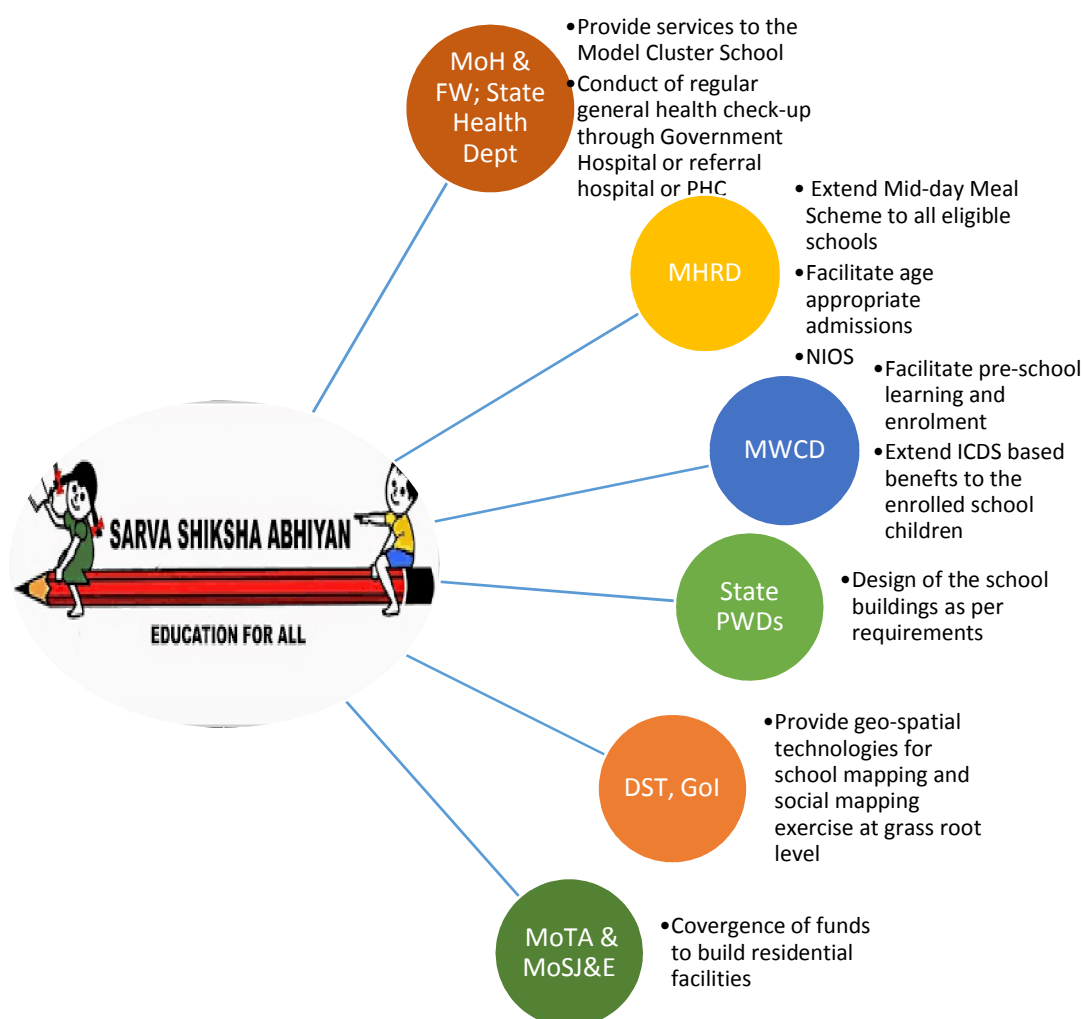 MoH &
FW; State
Health
Dept
•Provide services to the
Model Cluster School
•Conduct of regular
general health check-up
through Government
Hospital or referral
hospital or PHC
MHRD
• Extend Mid-day Meal
Scheme to all eligible
schools
•Facilitate age
appropriate
admissions
•NIOS
MWCD
•Facilitate pre-school
learning and
enrolment
•Extend ICDS based
benefts to the
enrolled school
children
SARVA SHIKSHA ABHIYAN
EDUCATION FOR ALL
State
PWDs
•Design of the school
buildings as per
requirements
DST, GoI
•Provide geo-spatial
technologies for
school mapping and
social mapping
exercise at grass root
level
MoTA &
MoSJ&E
•Covergence of funds
to build residential
facilities